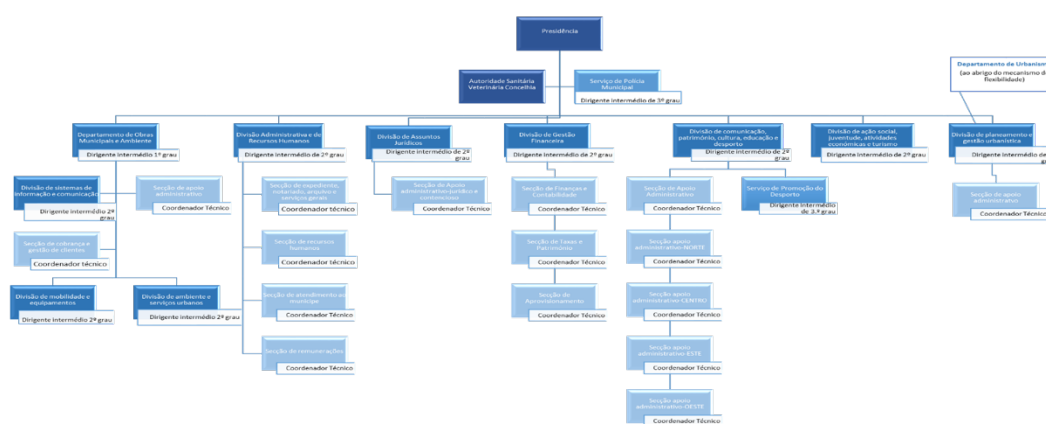 Presidência
Autoridade Sanitária
Veterinária Concelhia
Serviço de Polícia
Municipal
Dirigente intermédio de 3º grau
Departamento de Urbanism
(ao abrigo do mecanismo d
flexibilidade)
Departamento de Obras
Municipais e Ambiente
Dirigente intermédio 1º grau
Divisão Administrativa e de
Recursos Humanos
Dirigente intermédio de 2º grau
Divisão de Assuntos
Jurídicos
Dirigente intermédio de 2º
grau
Divisão de Gestão
Financeira
Dirigente intermédio de 2º grau
Divisão de comunicação,
património, cultura, educação e
desporto
Dirigente intermédio de 2º
grau
Divisão de ação social,
juventude, atividades
económicas e turismo
Dirigente intermédio de 2º grau
Divisão de planeamento e
gestão urbanística
Dirigente intermédio de
grau
Divisão de sistemas de
informação e comunicação
Dirigente intermédio 2º
grau
Secção de apoio
administrativo
Coordenador Técnico
Secção de expediente,
notariado, arquivo e
serviços gerais
Coordenador Técnico
Secção de Apoio
administrativo-jurídico e
contencioso
Coordenador Técnico
Secção de Finanças e
Contabilidade
Coordenador Técnico
Secção de Apoio
Administrativo
Coordenador Técnico
Serviço de Promoção do
Desporto
Dirigente intermédio
de 3.º grau
Secção de apoio
administrativo
Coordenador Técnico
Secção de cobrança e
gestão de clientes
Coordenador técnico
Secção de recursos
humanos
Coordenador técnico
Secção de Taxas e
Património
Coordenador Técnico
Secção apoio
administrativo-NORTE
Coordenador Técnico
Divisão de mobilidade e
equipamentos
Dirigente intermédio 2º grau
Divisão de ambiente e
serviços urbanos
Dirigente intermédio 2º grau
Secção de atendimento ao
munícipe
Coordenador Técnico
Secção de
Aprovisionamento
Coordenador Técnico
Secção apoio
administrativo-CENTRO
Coordenador Técnico
Secção de remunerações
Coordenador Técnico
Secção apoio
administrativo-ESTE
Coordenador Técnico
Secção apoio
administrativo-OESTE
Coordenador Técnico